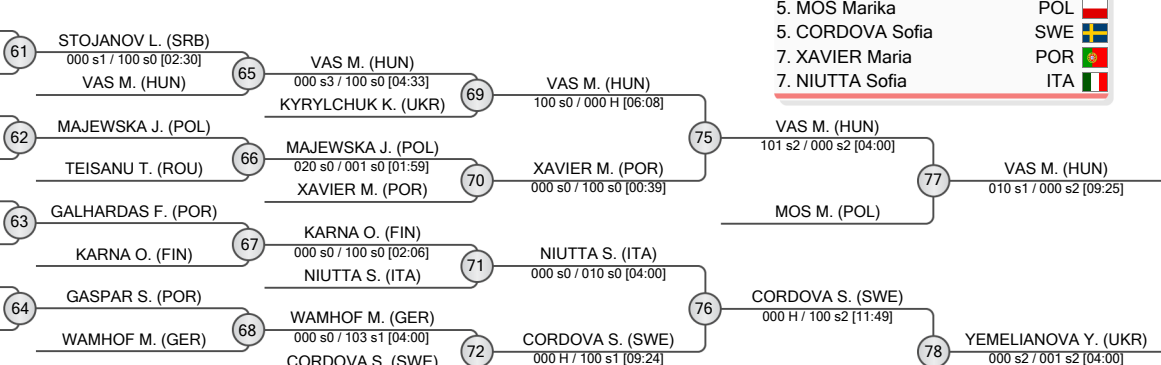 5. MOS Marika POL
5. CORDOVA Sofia SWE
7. XAVIER Maria POR
7. NIUTTA Sofia ITA
61
STOJANOV L. (SRB)
000 s1 / 100 s0 [02:30]
VAS M. (HUN)
62
MAJEWSKA J. (POL)
TEISANU T. (ROU)
63
GALHARDAS F. (POR)
KARNA O. (FIN)
64
GASPAR S. (POR)
WAMHOF M. (GER)
65
VAS M. (HUN)
000 s3 / 100 s0 [04:33]
KYRYLCHUK K. (UKR)
66
MAJEWSKA J. (POL)
020 s0 / 001 s0 [01:59]
XAVIER M. (POR)
67
KARNA O. (FIN)
000 s0 / 100 s0 [02:06]
NIUTTA S. (ITA)
68
WAMHOF M. (GER)
000 s0 / 103 s1 [04:00]
CORDOVA S. (SWE)
69
VAS M. (HUN)
100 s0 / 000 H [06:08]
70
XAVIER M. (POR)
000 s0 / 100 s0 [00:39]
71
NIUTTA S. (ITA)
000 s0 / 010 s0 [04:00]
72
CORDOVA S. (SWE)
000 H / 100 s1 [09:24]
75
VAS M. (HUN)
101 s2 / 000 s2 [04:00]
MOS M. (POL)
76
CORDOVA S. (SWE)
000 H / 100 s2 [11:49]
77
VAS M. (HUN)
010 s1 / 000 s2 [09:25]
78
YEMELIANOVA Y. (UKR)
000 s2 / 001 s2 [04:00]